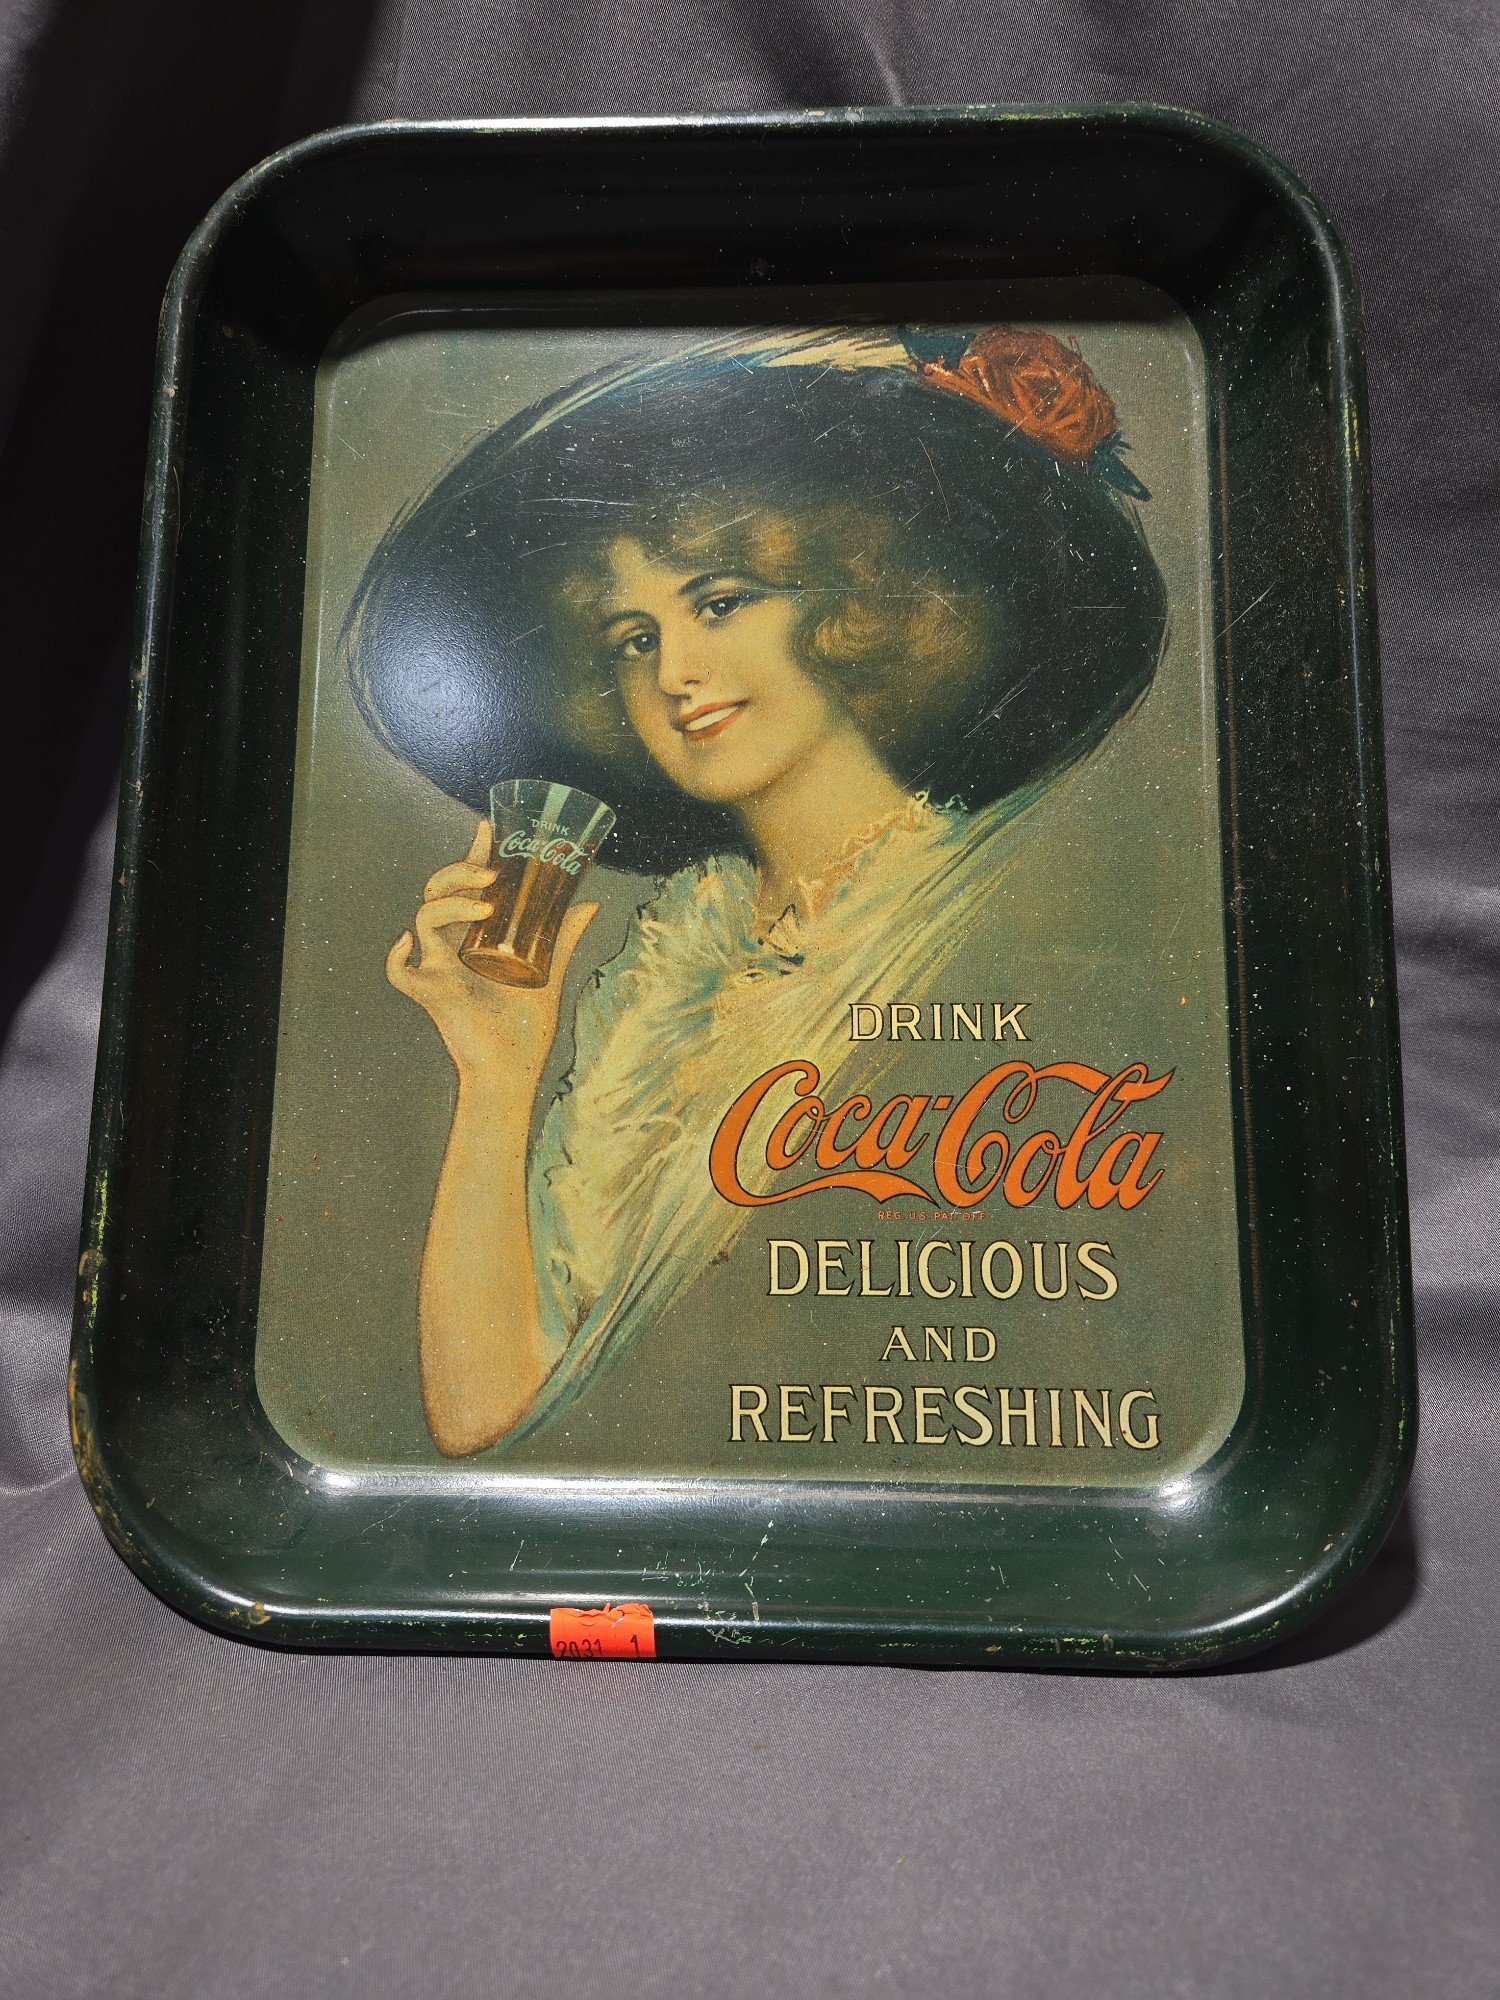 DRINK
Coca-Cola
DRINK
Coca-Cola
REG. U.S. PAT. OFF.
DELICIOUS
AND
REFRESHING
2031 1